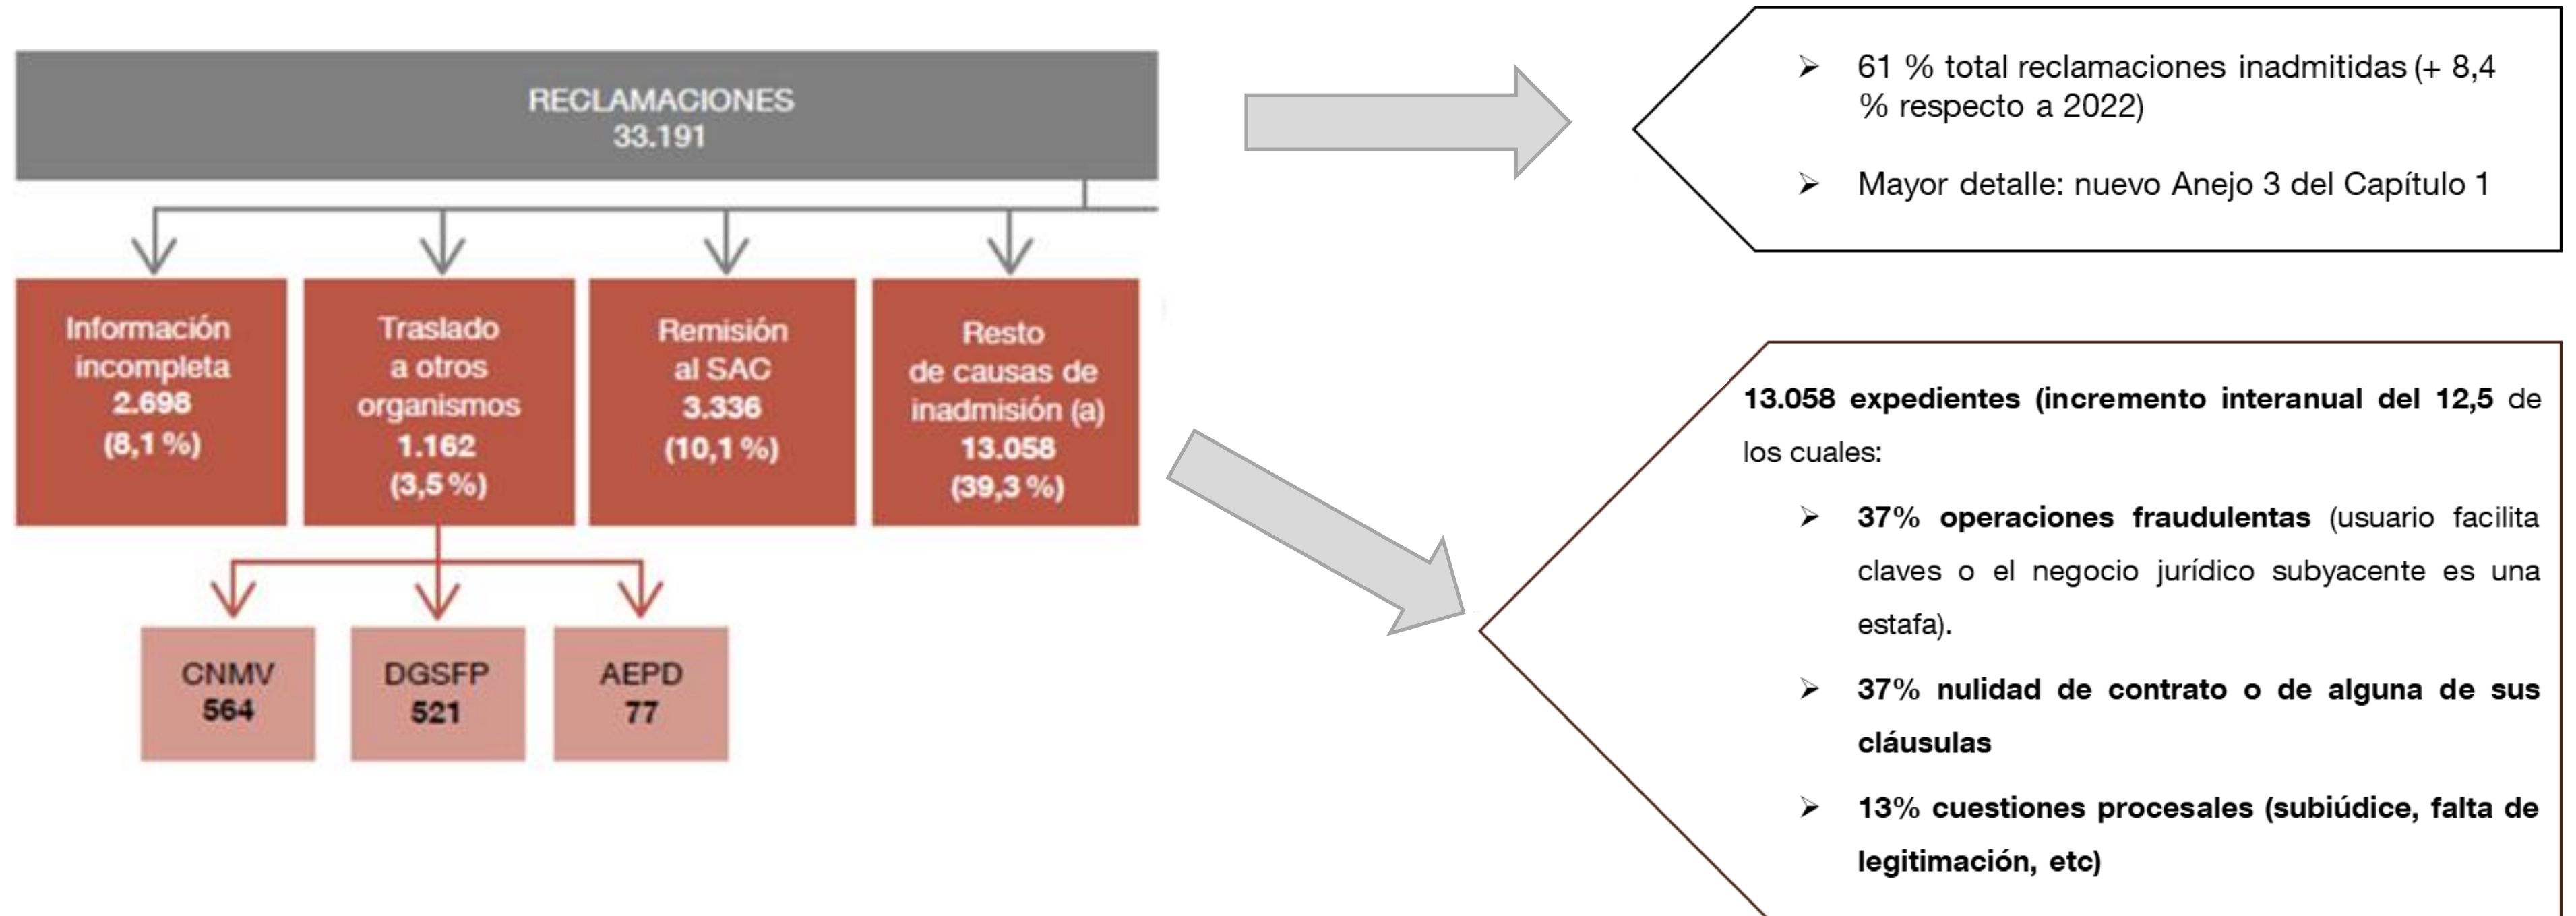 RECLAMACIONES
33.191
Información
incompleta
2.698
(8,1 %)
Traslado
a otros
organismos
1.162
(3,5 %)
Remisión
al SAC
3.336
(10,1 %)
Resto
de causas de
inadmisión (a)
13.058
(39,3 %)
CNMV
564
DGSFP
521
AEPD
77
➢ 61 % total reclamaciones inadmitidas (+ 8,4
% respecto a 2022)
➢ Mayor detalle: nuevo Anejo 3 del Capítulo 1
13.058 expedientes (incremento interanual del 12,5 de
los cuales:
➢ 37% operaciones fraudulentas (usuario facilita
claves o el negocio jurídico subyacente es una
estafa).
➢ 37% nulidad de contrato o de alguna de sus
cláusulas
➢ 13% cuestiones procesales (subiúdice, falta de
legitimación, etc)